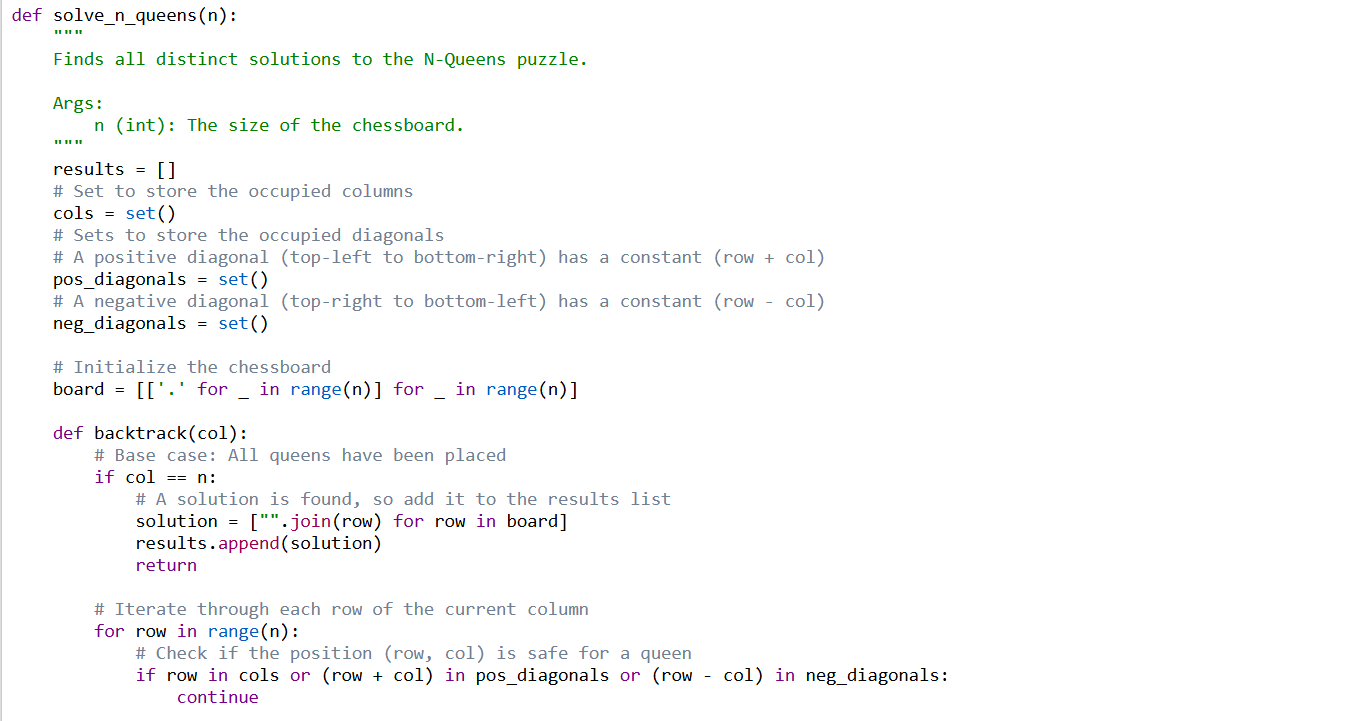 def solve_n_queens(n):
    """
    Finds all distinct solutions to the N-Queens puzzle.

    Args:
        n (int): The size of the chessboard.
    """
    results = []
    # Set to store the occupied columns
    cols = set()
    # Sets to store the occupied diagonals
    # A positive diagonal (top-left to bottom-right) has a constant (row + col)
    pos_diagonals = set()
    # A negative diagonal (top-right to bottom-left) has a constant (row - col)
    neg_diagonals = set()

    # Initialize the chessboard
    board = [['.' for _ in range(n)] for _ in range(n)]

    def backtrack(col):
        # Base case: All queens have been placed
        if col == n:
            # A solution is found, so add it to the results list
            solution = ["".join(row) for row in board]
            results.append(solution)
            return

        # Iterate through each row of the current column
        for row in range(n):
            # Check if the position (row, col) is safe for a queen
            if row in cols or (row + col) in pos_diagonals or (row - col) in neg_diagonals:
                continue